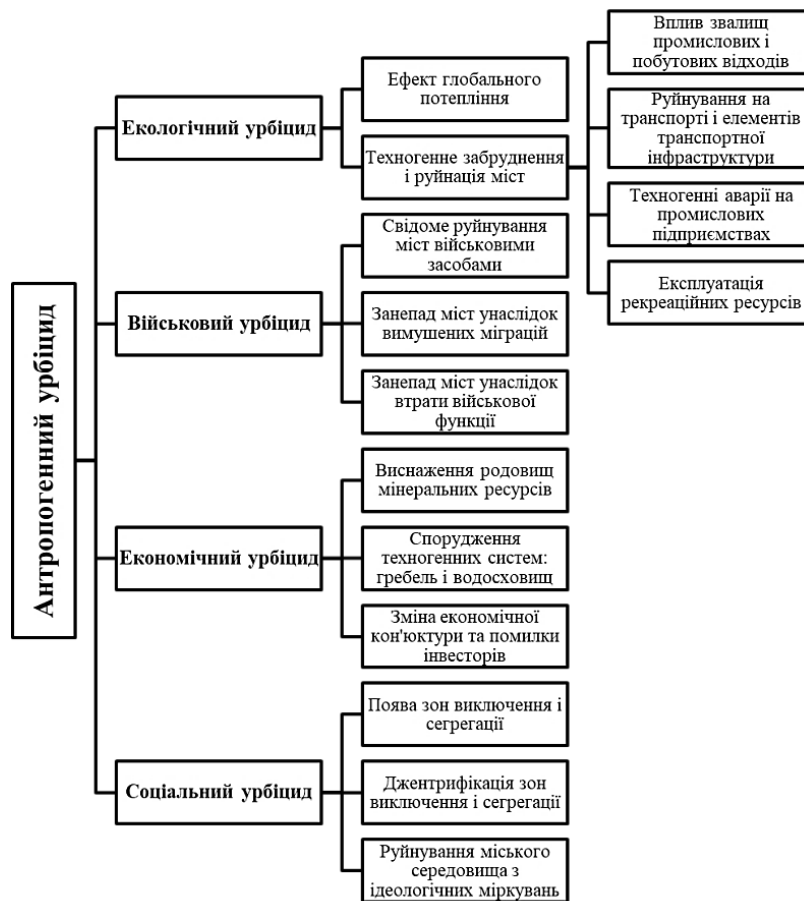 Антропогенний урбіцид
Екологічний урбіцид
Ефект глобального
потепління
Техногенне забруднення
і руйнація міст
Вплив звалищ
промислових і
побутових відходів
Руйнування на
транспорті і елементів
транспортної
інфраструктури
Техногенні аварії на
промислових
підприємствах
Експлуатація
рекреаційних ресурсів
Військовий урбіцид
Свідоме руйнування
міст військовими
засобами
Занепад міст унаслідок
вимушених міграцій
Занепад міст унаслідок
втрати військової
функції
Економічний урбіцид
Виснаження родовищ
мінеральних ресурсів
Спорудження
техногенних систем:
гребель і водосховищ
Зміна економічної
кон'юктури та помилки
інвесторів
Соціальний урбіцид
Поява зон виключення і
сегрегації
Джентрифікація зон
виключення і сегрегації
Руйнування міського
середовища з
ідеологічних міркувань